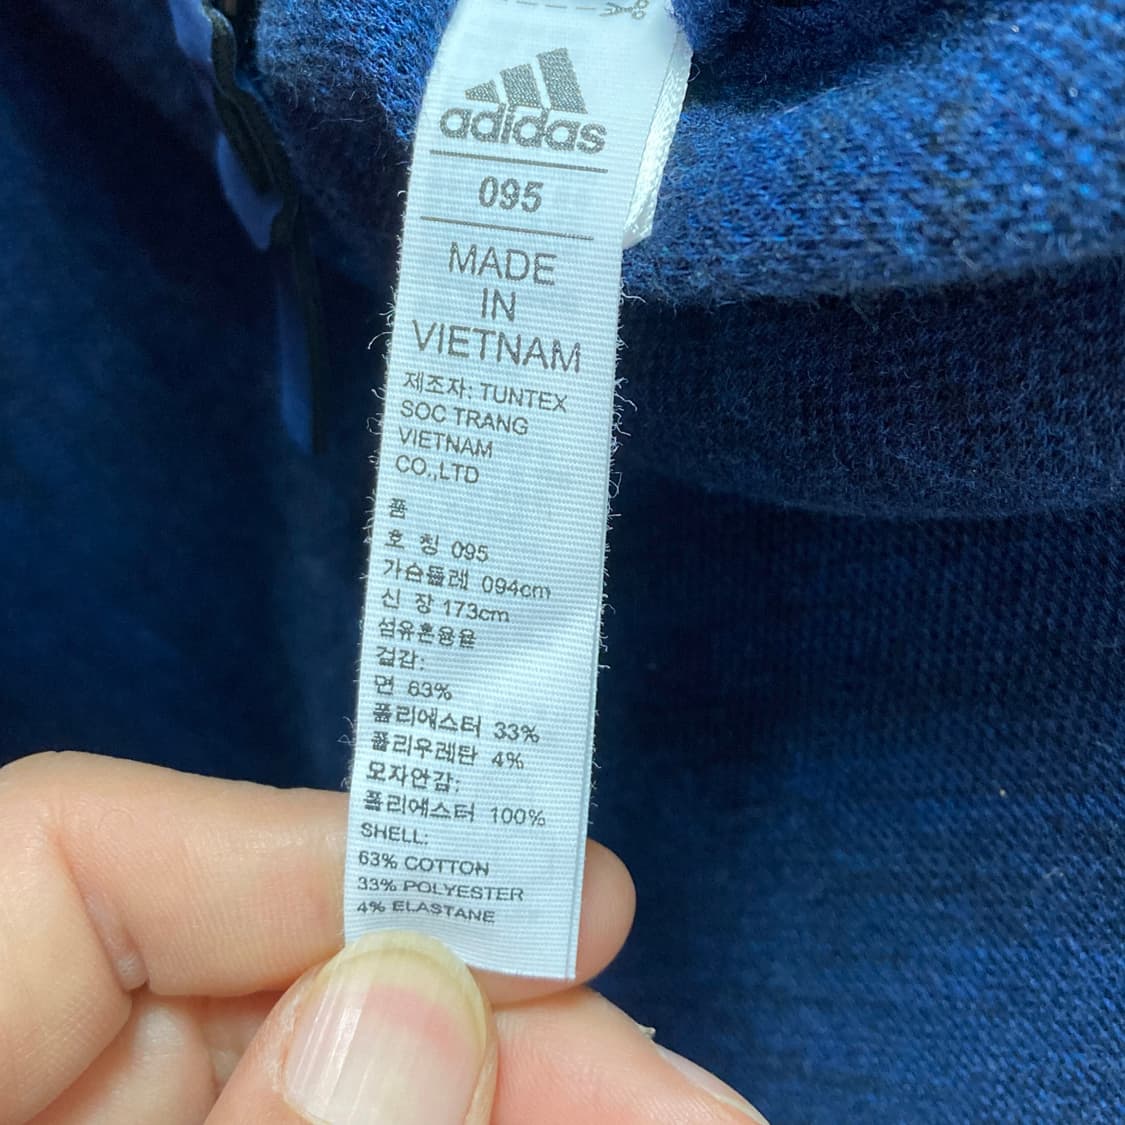 adidas
095
MADE
IN
VIETNAM
제조자: TUNTEX
SOC TRANG
VIETNAM
CO.,LTD
품
호 칭 095
가슴둘레 094cm
신 장 173cm
섬유혼용율
겉감:
면 63%
폴리에스터 33%
폴리우레탄 4%
모자안감:
폴리에스터 100%
SHELL:
63% COTTON
33% POLYESTER
4% ELASTANE